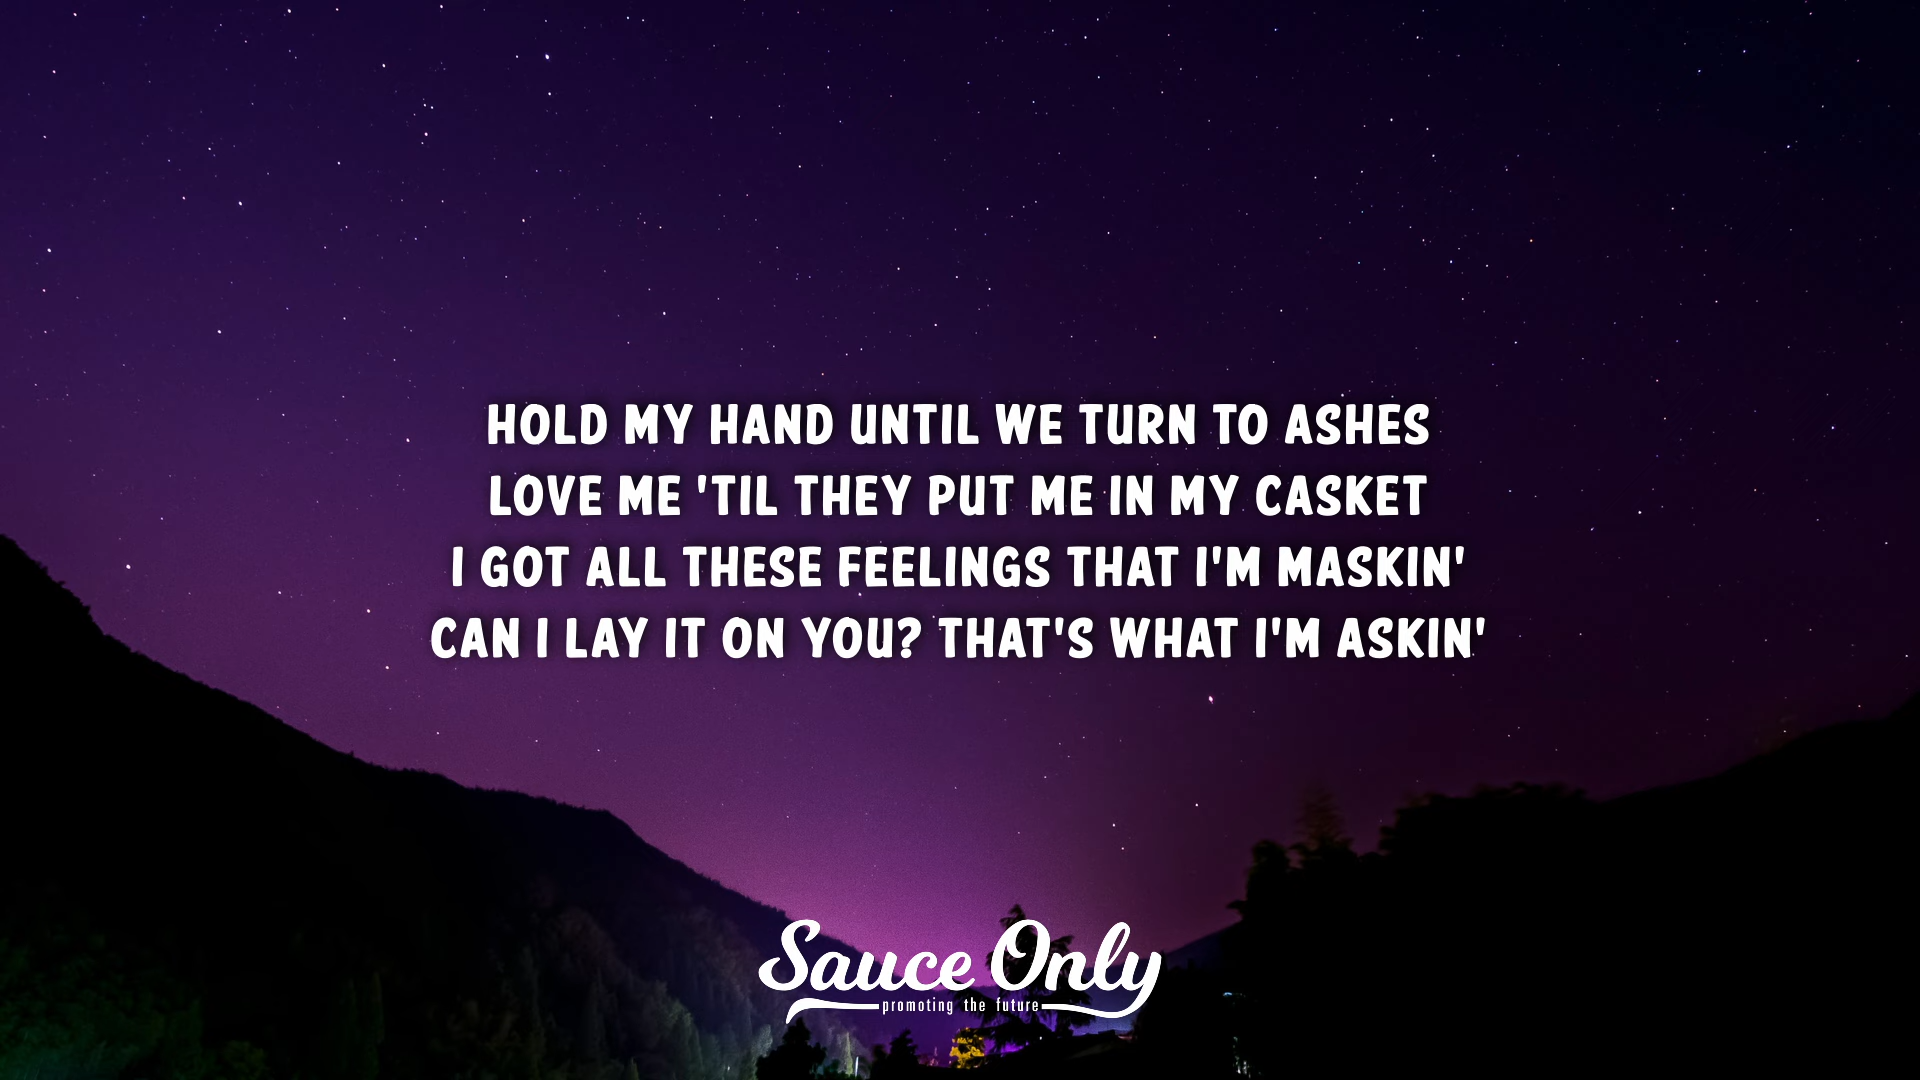 HOLD MY HAND UNTIL WE TURN TO ASHES
LOVE ME 'TIL THEY PUT ME IN MY CASKET
I GOT ALL THESE FEELINGS THAT I'M MASKIN'
CAN I LAY IT ON YOU? THAT'S WHAT I'M ASKIN'
Sauce Only
promoting the future